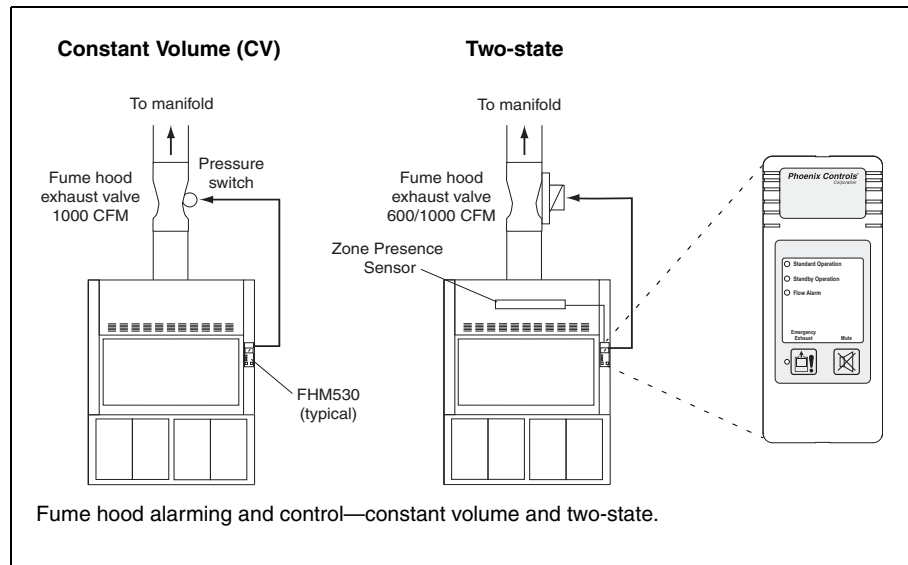 Constant Volume (CV)
Two-state
To manifold
To manifold
Fume hood
exhaust valve
1000 CFM
Pressure
switch
Fume hood
exhaust valve
600/1000 CFM
Zone Presence
Sensor
FHM530
(typical)
Phoenix Controls®
Corporation
Standard Operation
Standby Operation
Flow Alarm
Emergency
Exhaust
Mute
Fume hood alarming and control—constant volume and two-state.